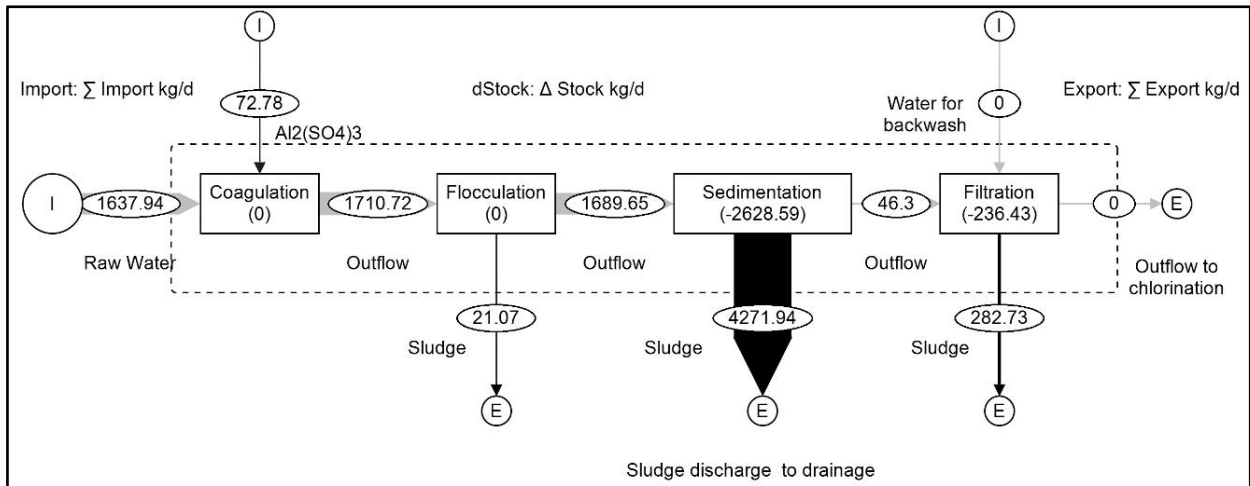 I
I
Import: ∑ Import kg/d
dStock: Δ Stock kg/d
Export: ∑ Export kg/d
72.78
Water for
backwash
0
Al2(SO4)3
I
1637.94
Coagulation
(0)
1710.72
Flocculation
(0)
1689.65
Sedimentation
(-2628.59)
46.3
Filtration
(-236.43)
0
E
Raw Water
Outflow
Outflow
Outflow
Outflow to
chlorination
21.07
4271.94
282.73
Sludge
Sludge
Sludge
E
E
E
Sludge discharge to drainage